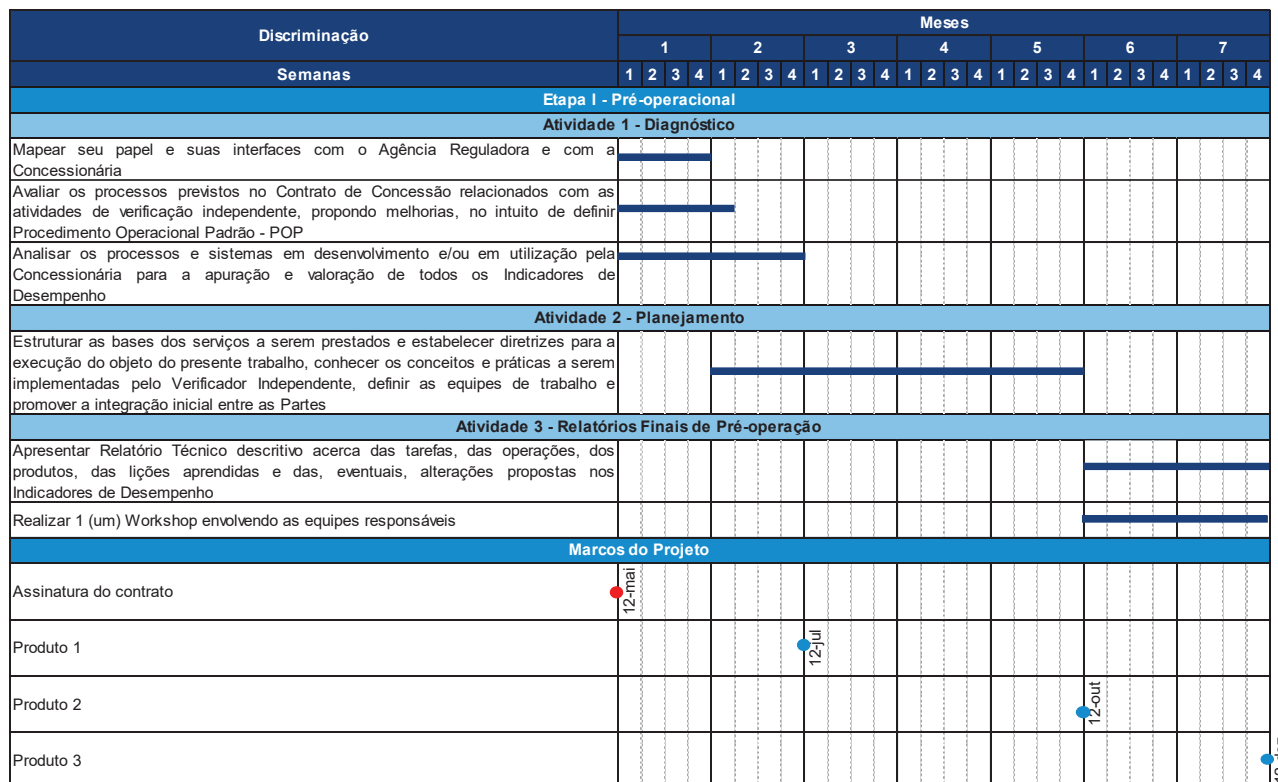 Discriminação
Meses
1 2 3 4 5 6 7
Semanas 1 2 3 4 1 2 3 4 1 2 3 4 1 2 3 4 1 2 3 4 1 2 3 4 1 2 3 4
Etapa I - Pré-operacional
Atividade 1 - Diagnóstico
Mapear seu papel e suas interfaces com o Agência Reguladora e com a
Concessionária
Avaliar os processos previstos no Contrato de Concessão relacionados com as
atividades de verificação independente, propondo melhorias, no intuito de definir
Procedimento Operacional Padrão - POP
Analisar os processos e sistemas em desenvolvimento e/ou em utilização pela
Concessionária para a apuração e valoração de todos os Indicadores de
Desempenho
Atividade 2 - Planejamento
Estruturar as bases dos serviços a serem prestados e estabelecer diretrizes para a
execução do objeto do presente trabalho, conhecer os conceitos e práticas a serem
implementadas pelo Verificador Independente, definir as equipes de trabalho e
promover a integração inicial entre as Partes
Atividade 3 - Relatórios Finais de Pré-operação
Apresentar Relatório Técnico descritivo acerca das tarefas, das operações, dos
produtos, das lições aprendidas e das, eventuais, alterações propostas nos
Indicadores de Desempenho
Realizar 1 (um) Workshop envolvendo as equipes responsáveis
Marcos do Projeto
Assinatura do contrato
12-mai
Produto 1
12-jul
Produto 2
12-out
Produto 3